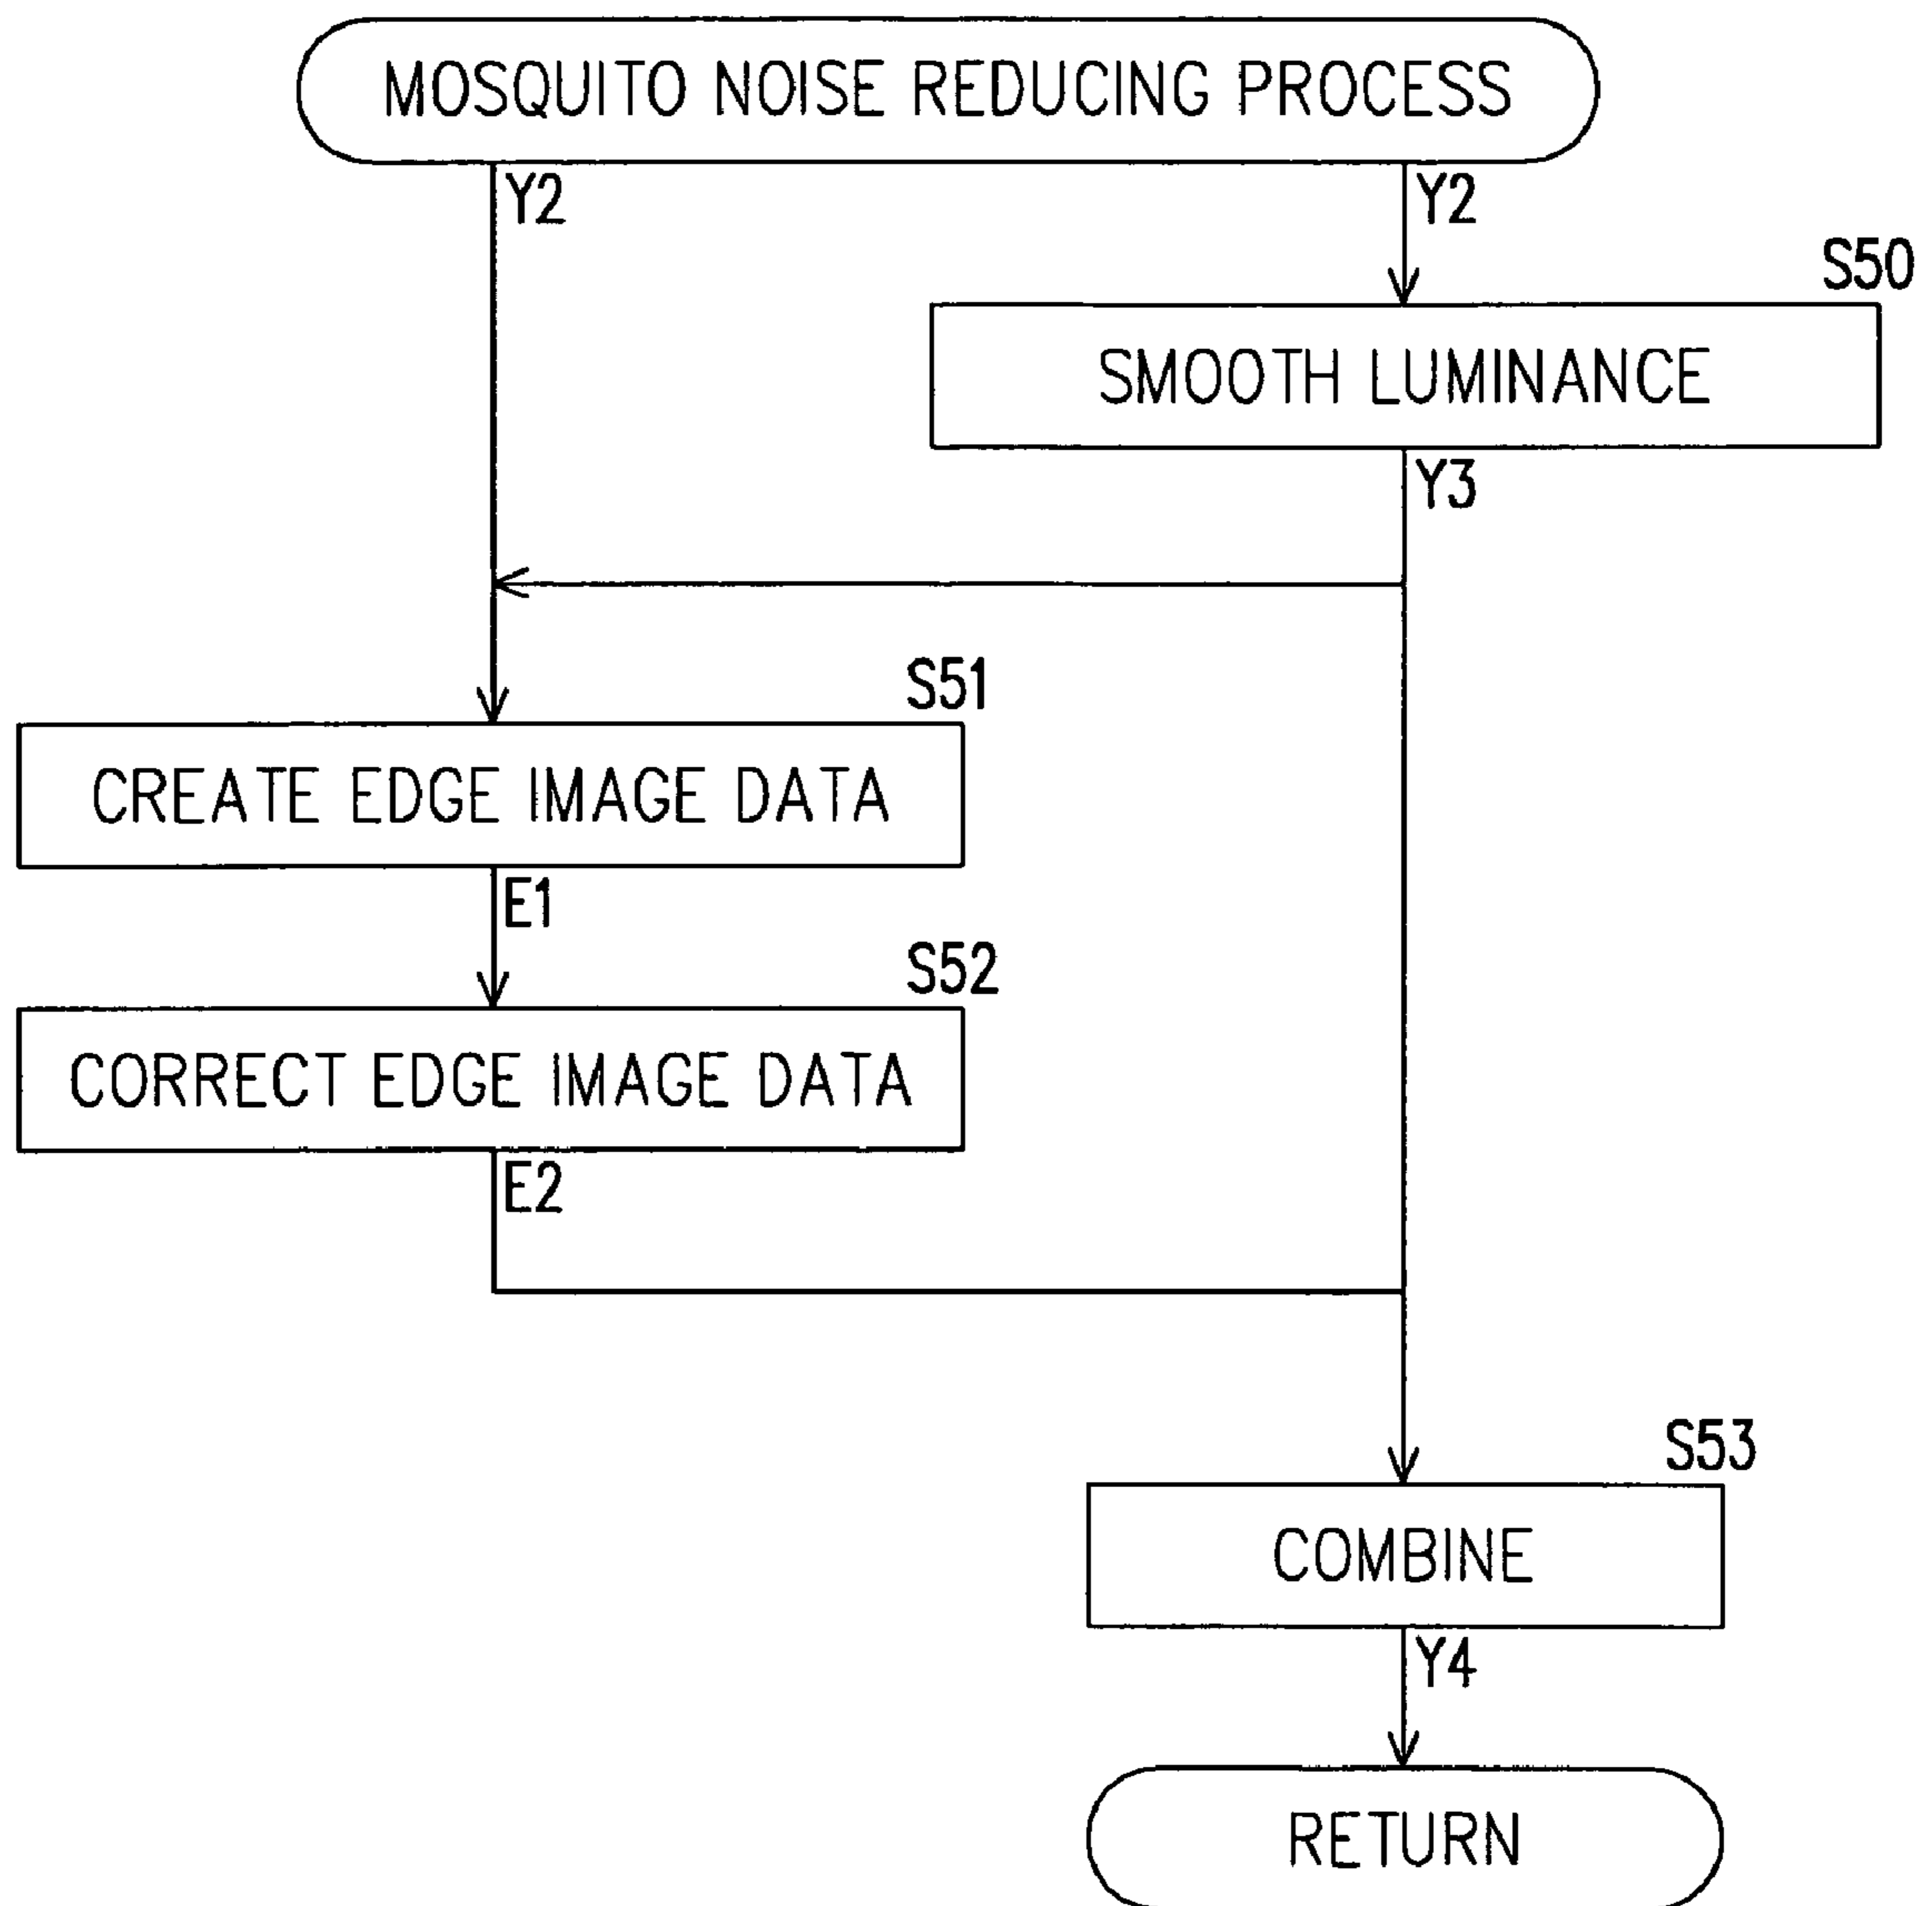 MOSQUITO NOISE REDUCING PROCESS
Y2
Y2
S50
SMOOTH LUMINANCE
Y3
S51
CREATE EDGE IMAGE DATA
E1
S52
CORRECT EDGE IMAGE DATA
E2
S53
COMBINE
Y4
RETURN